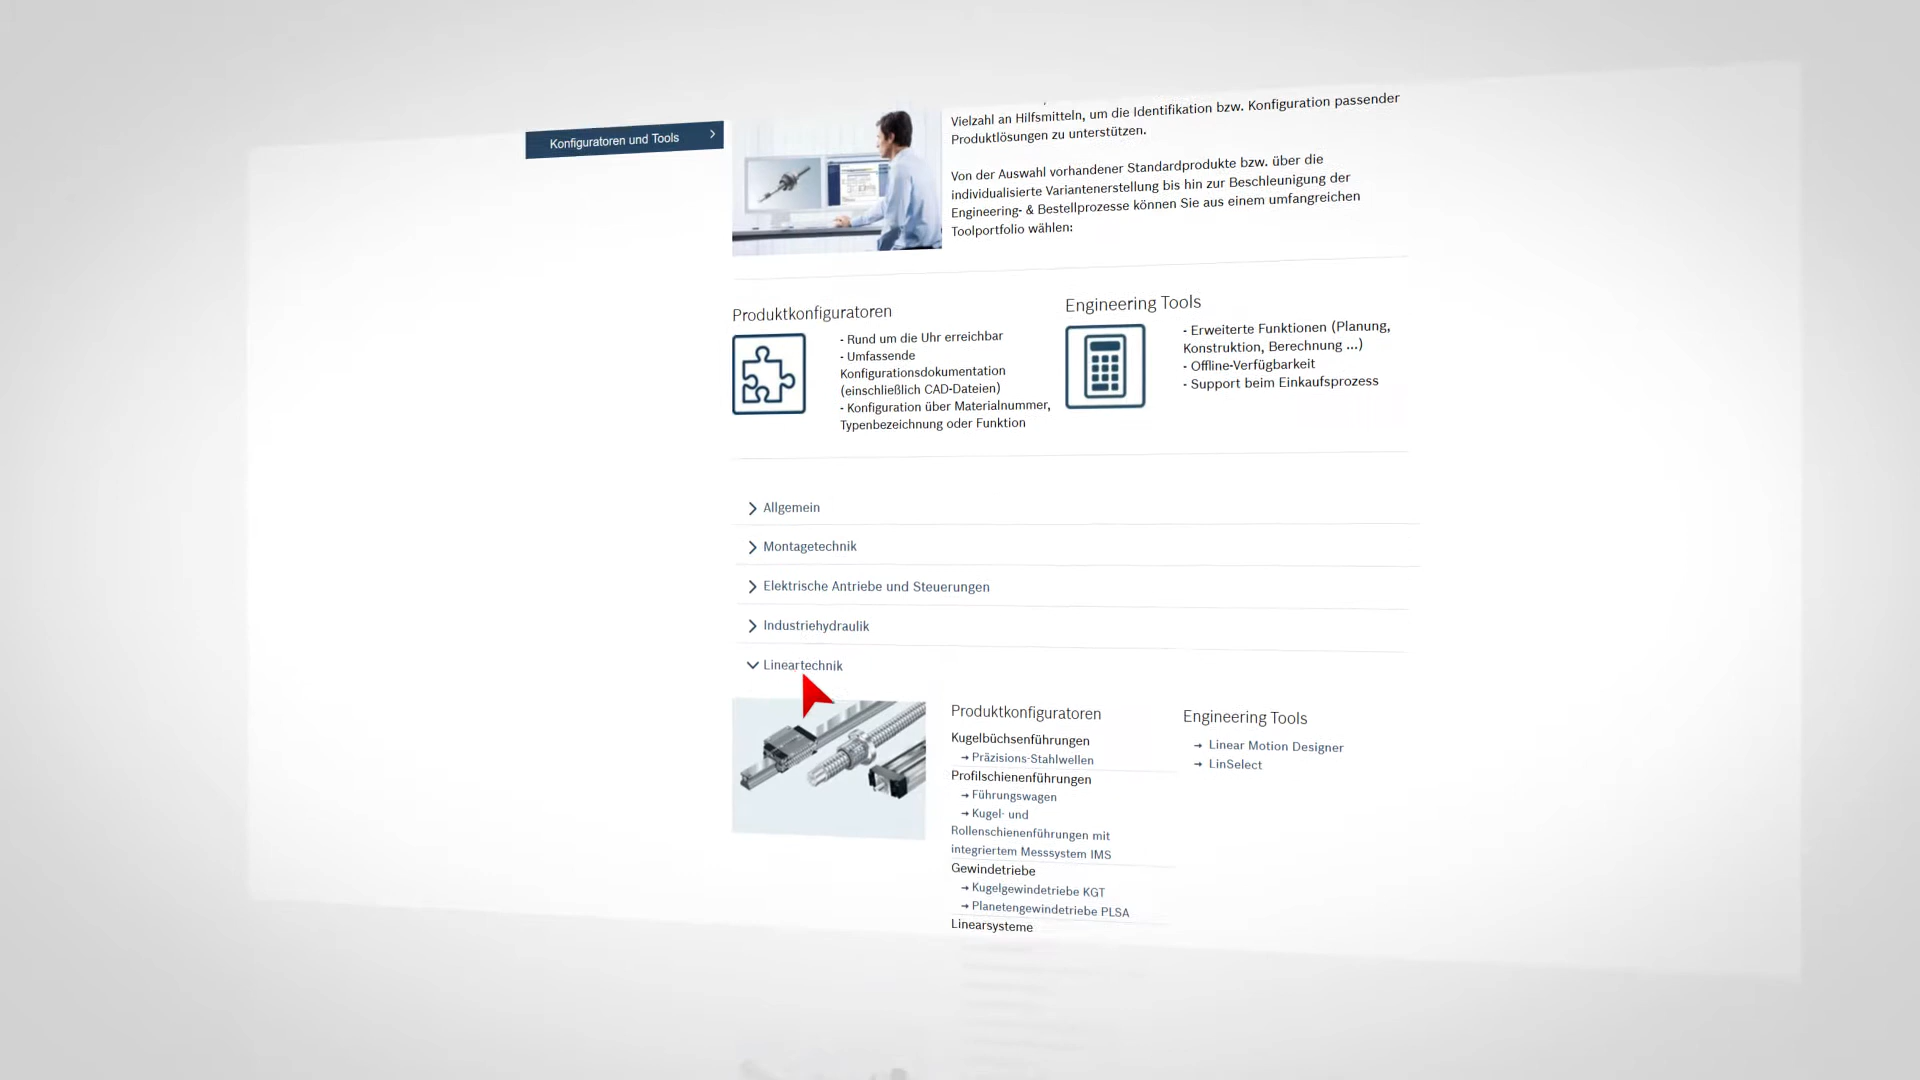 Konfiguratoren und Tools
Vielzahl an Hilfsmitteln, um die Identifikation bzw. Konfiguration passender
Produktlösungen zu unterstützen.
Von der Auswahl vorhandener Standardprodukte bzw. über die
individualisierte Variantenerstellung bis hin zur Beschleunigung der
Engineering- & Bestellprozesse können Sie aus einem umfangreichen
Toolportfolio wählen:
Produktkonfiguratoren
- Rund um die Uhr erreichbar
- Umfassende
Konfigurationsdokumentation
(einschließlich CAD-Dateien)
- Konfiguration über Materialnummer,
Typenbezeichnung oder Funktion
Engineering Tools
- Erweiterte Funktionen (Planung,
Konstruktion, Berechnung ...)
- Offline-Verfügbarkeit
- Support beim Einkaufsprozess
Allgemein
Montagetechnik
Elektrische Antriebe und Steuerungen
Industriehydraulik
Lineartechnik
Produktkonfiguratoren
Kugelbüchsenführungen
→ Präzisions-Stahlwellen
Profilschienenführungen
→ Führungswagen
→ Kugel- und
Rollenschienenführungen mit
integriertem Messsystem IMS
Gewindetriebe
→ Kugelgewindetriebe KGT
→ Planetengewindetriebe PLSA
Linearsysteme
Engineering Tools
→ Linear Motion Designer
→ LinSelect